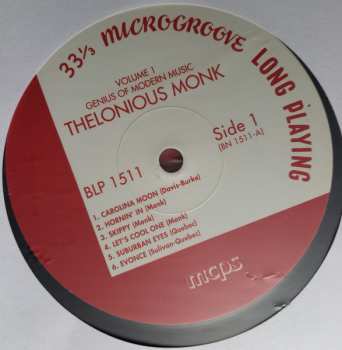 33⅓ MICROGROOVE LONG PLAYING
VOLUME 1
GENIUS OF MODERN MUSIC
THELONIOUS MONK
BLP 1511
Side 1
(BN 1511-A)
1. CAROLINA MOON (Davis-Burke)
2. HORNIN' IN (Monk)
3. SKIPPY (Monk)
4. LET'S COOL ONE (Monk)
5. SUBURBAN EYES (Quebec)
6. EVONCE (Sulivan-Quebec)
mcps